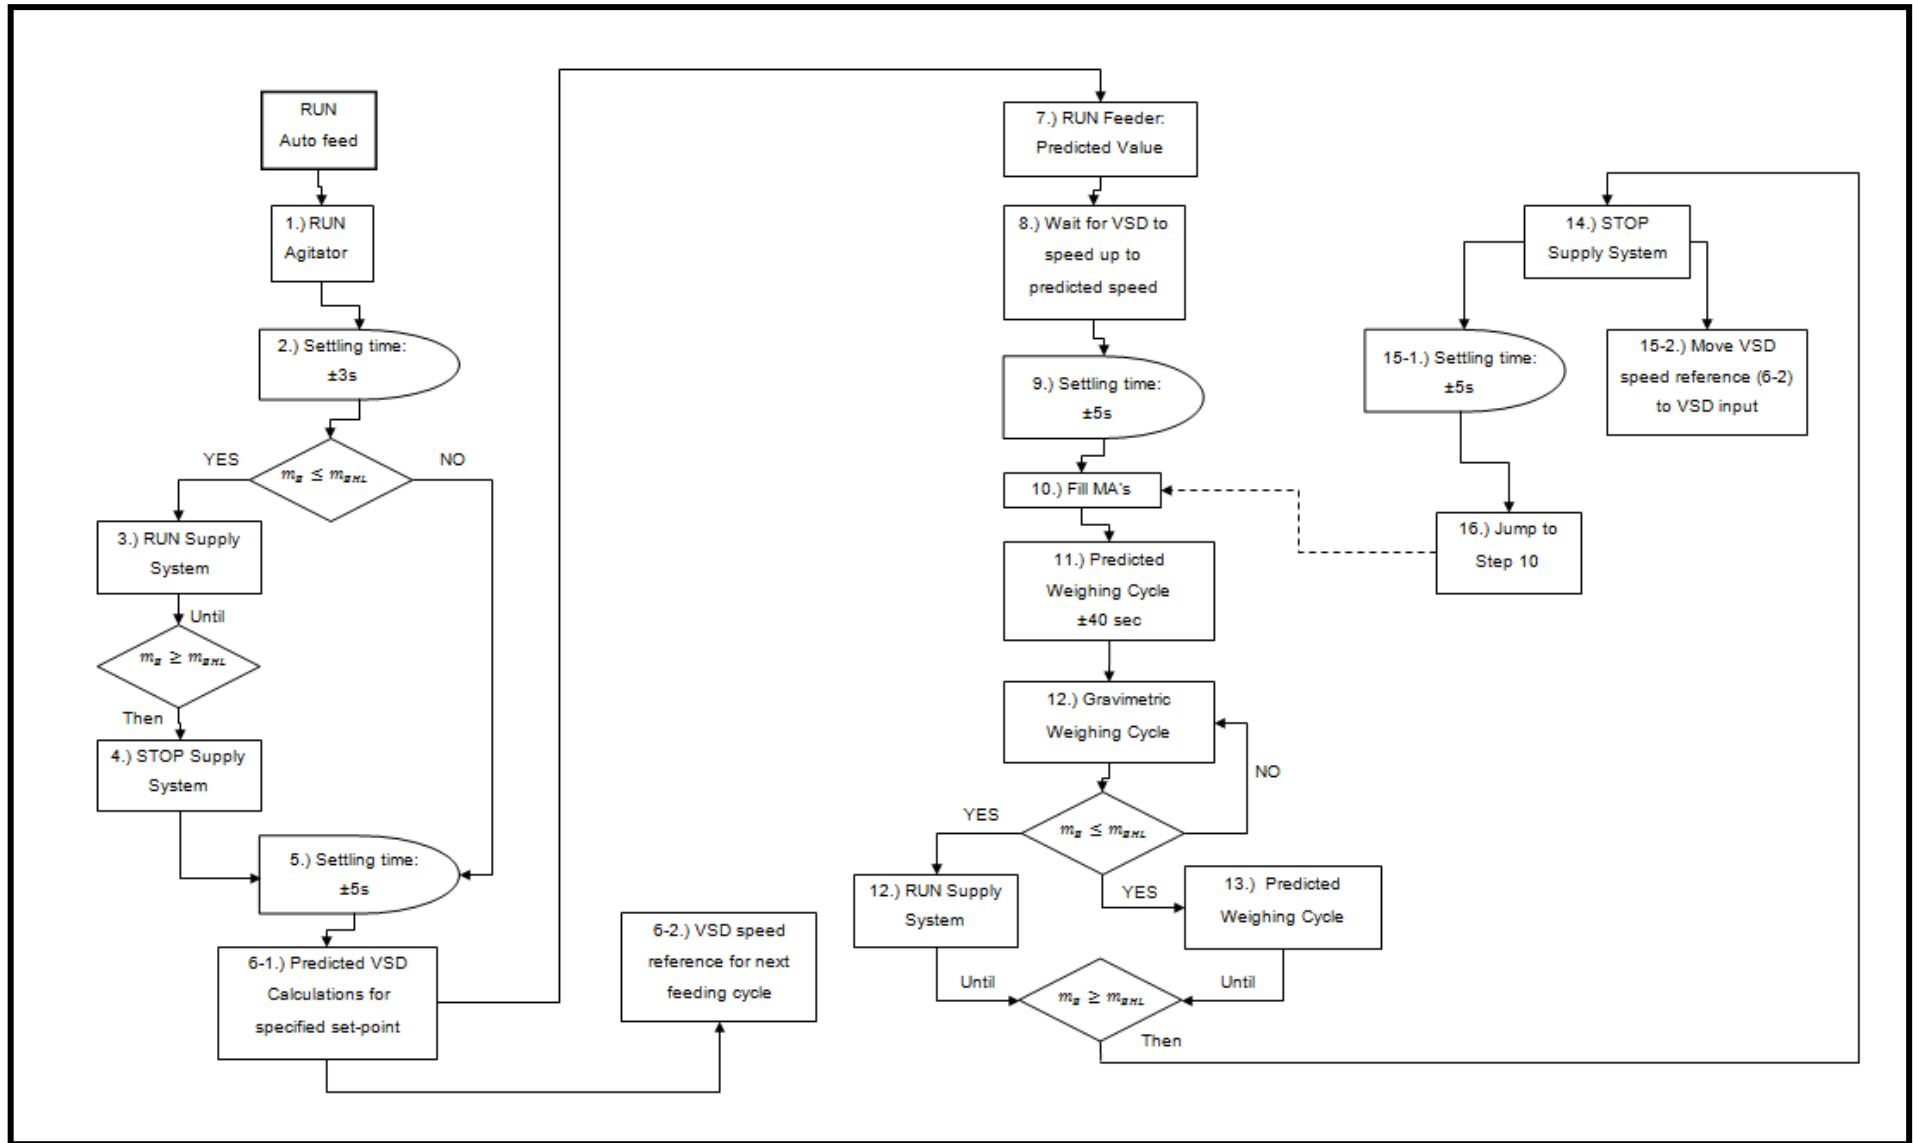 RUN
Auto feed
1.) RUN
Agitator
2.) Settling time:
±3s
YES
NO
3.) RUN Supply
System
Until
Then
4.) STOP Supply
System
5.) Settling time:
±5s
6-1.) Predicted VSD
Calculations for
specified set-point
6-2.) VSD speed
reference for next
feeding cycle
7.) RUN Feeder:
Predicted Value
8.) Wait for VSD to
speed up to
predicted speed
9.) Settling time:
±5s
10.) Fill MA's
11.) Predicted
Weighing Cycle
±40 sec
12.) Gravimetric
Weighing Cycle
NO
YES
12.) RUN Supply
System
YES
13.) Predicted
Weighing Cycle
Until
Until
Then
14.) STOP
Supply System
15-1.) Settling time:
±5s
15-2.) Move VSD
speed reference (6-2)
to VSD input
16.) Jump to
Step 10